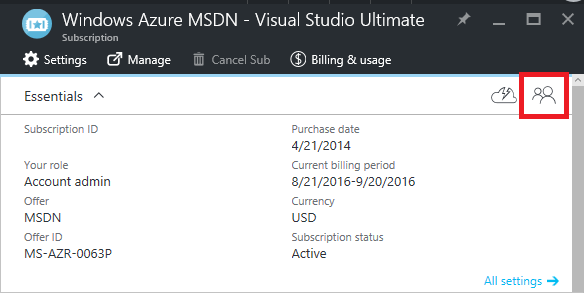 Windows Azure MSDN - Visual Studio Ultimate
Subscription
Settings Manage Cancel Sub Billing & usage
Essentials
Subscription ID Purchase date
4/21/2014
Your role Current billing period
Account admin 8/21/2016-9/20/2016
Offer Currency
MSDN USD
Offer ID Subscription status
MS-AZR-0063P Active
All settings